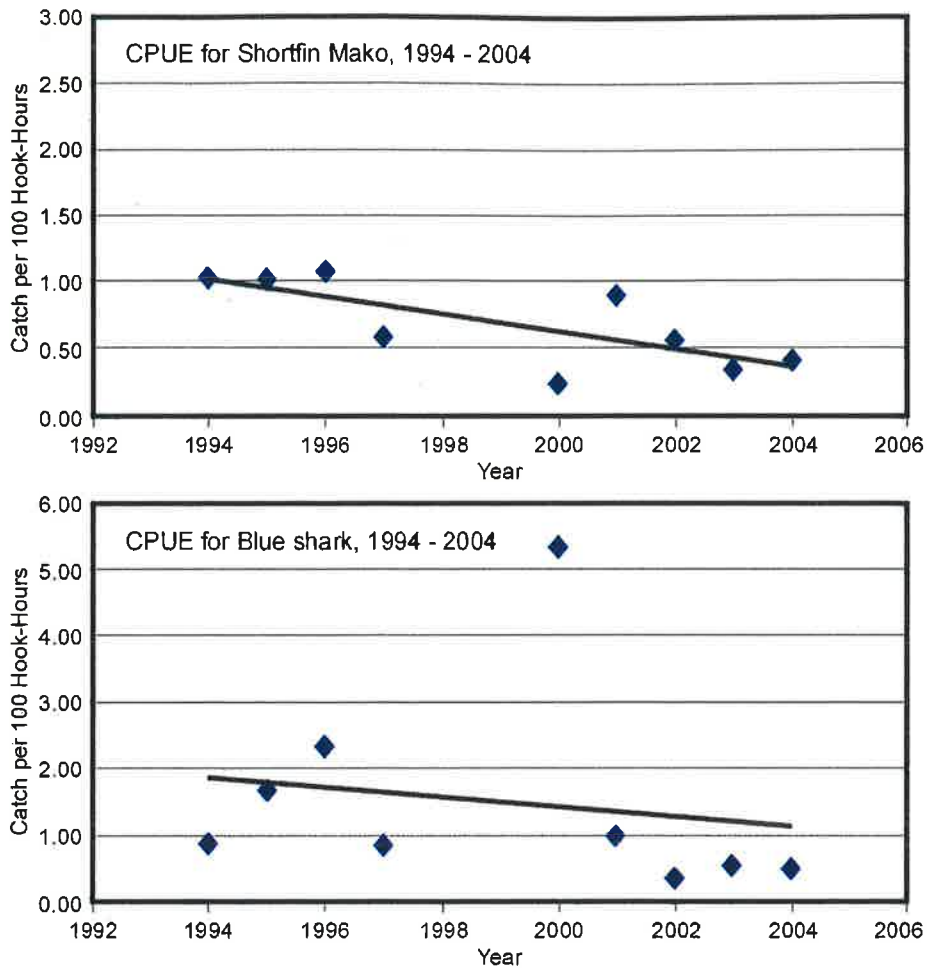 CPUE for Shortfin Mako, 1994 - 2004
Catch per 100 Hook-Hours
3.00
2.50
2.00
1.50
1.00
0.50
0.00
1992 1994 1996 1998 2000 2002 2004 2006
Year
CPUE for Blue shark, 1994 - 2004
Catch per 100 Hook-Hours
6.00
5.00
4.00
3.00
2.00
1.00
0.00
1992 1994 1996 1998 2000 2002 2004 2006
Year